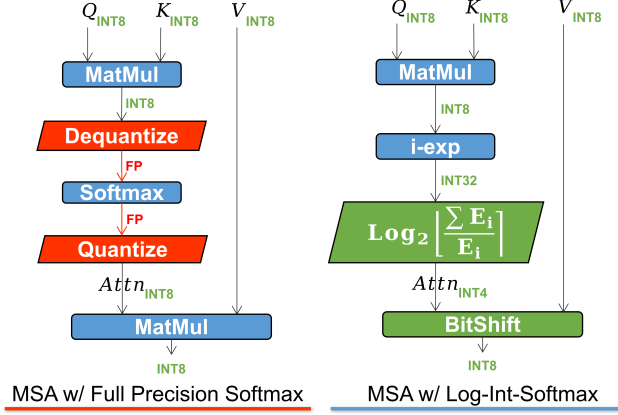 Q INT8 K INT8 V INT8
MatMul
INT8
Dequantize
FP
Softmax
FP
Quantize
Attn INT8
MatMul
INT8
MSA w/ Full Precision Softmax
Q INT8 K INT8 V INT8
MatMul
INT8
i-exp
INT32
Log₂ ⌊∑ Eᵢ / Eᵢ⌉
Attn INT4
BitShift
INT8
MSA w/ Log-Int-Softmax